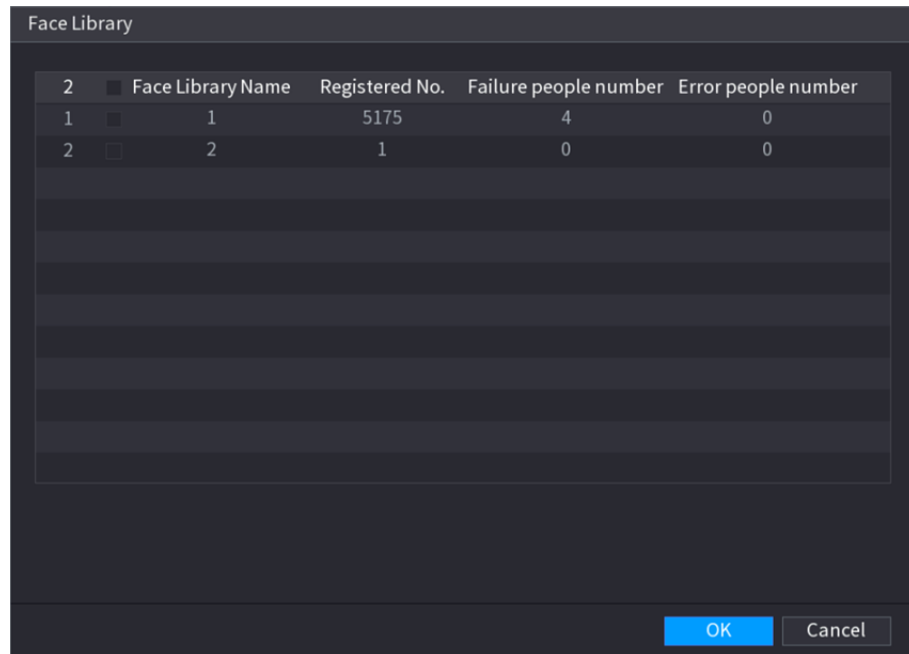 Face Library
2 Face Library Name Registered No. Failure people number Error people number
1 1 5175 4 0
2 2 1 0 0
OK Cancel